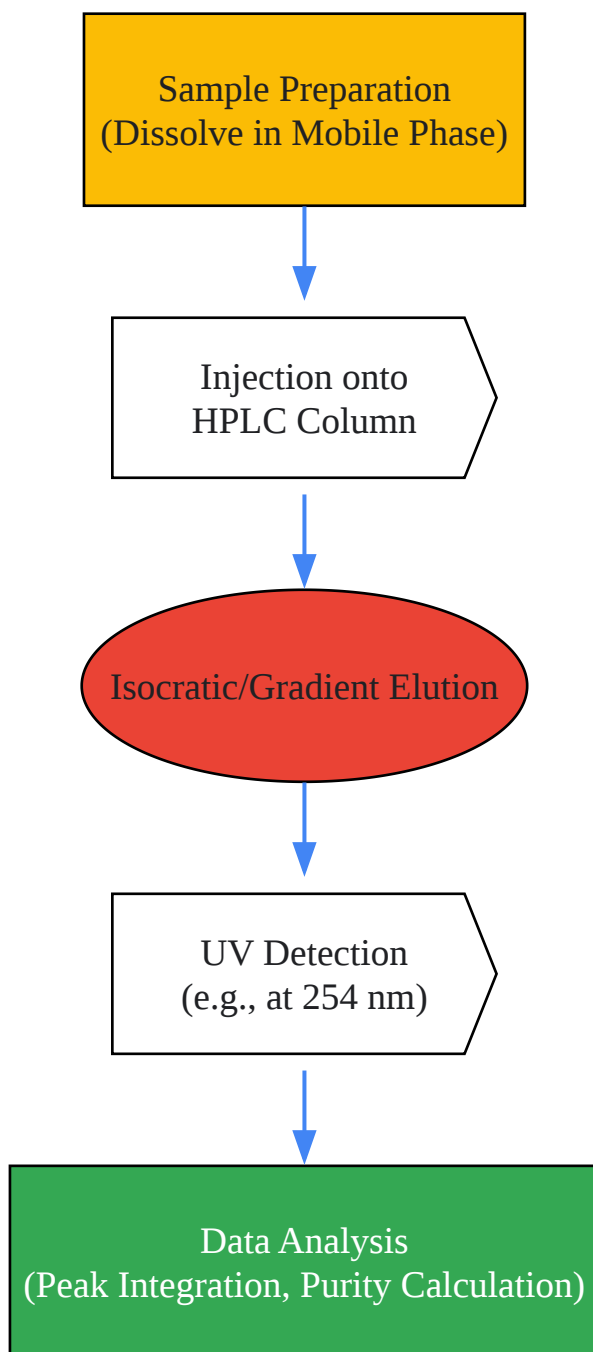 Sample Preparation
(Dissolve in Mobile Phase)
Injection onto
HPLC Column
Isocratic/Gradient Elution
UV Detection
(e.g., at 254 nm)
Data Analysis
(Peak Integration, Purity Calculation)